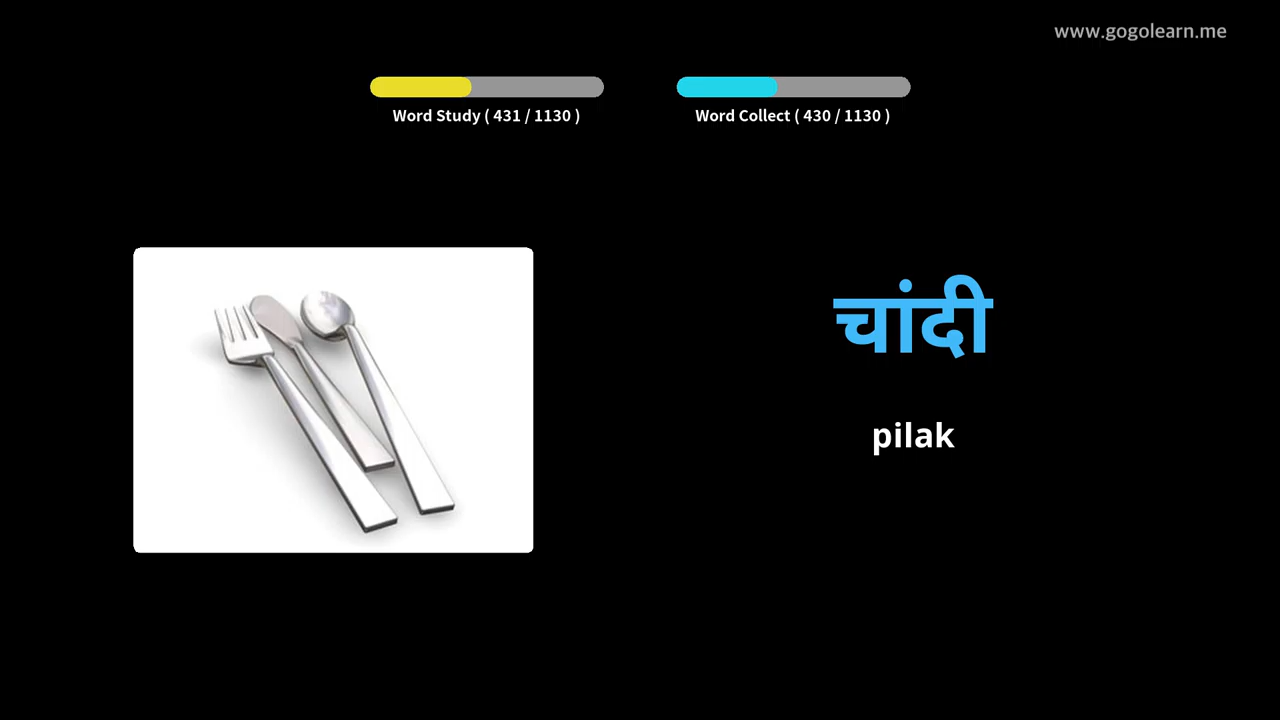 www.gogolearn.me
Word Study ( 431 / 1130 )
Word Collect ( 430 / 1130 )
चांदी
pilak